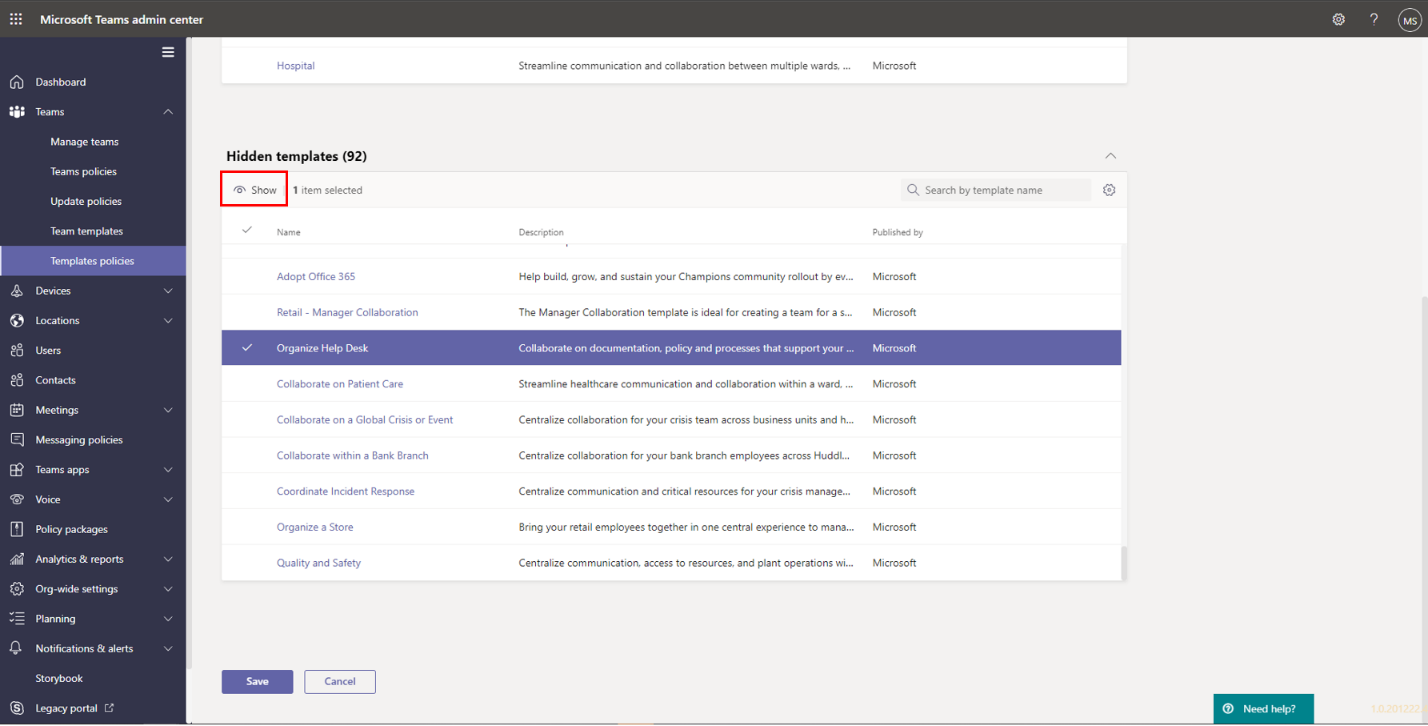 Microsoft Teams admin center
?
MS
Dashboard
Teams
Manage teams
Teams policies
Update policies
Team templates
Templates policies
Devices
Locations
Users
Contacts
Meetings
Messaging policies
Teams apps
Voice
Policy packages
Analytics & reports
Org-wide settings
Planning
Notifications & alerts
Storybook
Legacy portal
Hospital Streamline communication and collaboration between multiple wards, ... Microsoft
Hidden templates (92)
Show 1 item selected Search by template name
Name Description Published by
Adopt Office 365 Help build, grow, and sustain your Champions community rollout by ev... Microsoft
Retail - Manager Collaboration The Manager Collaboration template is ideal for creating a team for a s... Microsoft
Organize Help Desk Collaborate on documentation, policy and processes that support your ... Microsoft
Collaborate on Patient Care Streamline healthcare communication and collaboration within a ward, ... Microsoft
Collaborate on a Global Crisis or Event Centralize collaboration for your crisis team across business units and h... Microsoft
Collaborate within a Bank Branch Centralize collaboration for your bank branch employees across Huddl... Microsoft
Coordinate Incident Response Centralize communication and critical resources for your crisis manage... Microsoft
Organize a Store Bring your retail employees together in one central experience to mana... Microsoft
Quality and Safety Centralize communication, access to resources, and plant operations wi... Microsoft
Save Cancel
Need help?